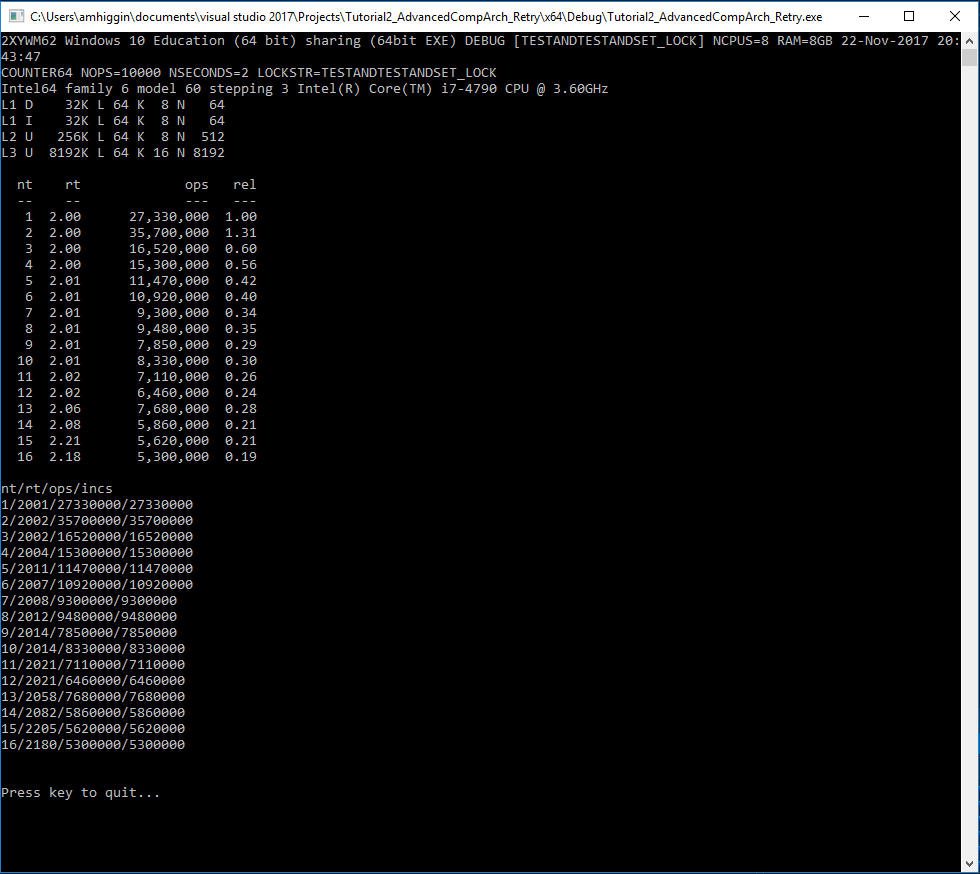 C:\Users\amhiggin\documents\visual studio 2017\Projects\Tutorial2_AdvancedCompArch_Retry\x64\Debug\Tutorial2_AdvancedCompArch_Retry.exe
2XYWM62 Windows 10 Education (64 bit) sharing (64bit EXE) DEBUG [TESTANDTESTANDSET_LOCK] NCPUS=8 RAM=8GB 22-Nov-2017 20:
43:47
COUNTER64 NOPS=10000 NSECONDS=2 LOCKSTR=TESTANDTESTANDSET_LOCK
Intel64 family 6 model 60 stepping 3 Intel(R) Core(TM) i7-4790 CPU @ 3.60GHz
L1 D    32K L 64 K  8 N   64
L1 I    32K L 64 K  8 N   64
L2 U   256K L 64 K  8 N  512
L3 U  8192K L 64 K 16 N 8192
  nt    rt             ops   rel
  --    --             ---   ---
   1  2.00      27,330,000  1.00
   2  2.00      35,700,000  1.31
   3  2.00      16,520,000  0.60
   4  2.00      15,300,000  0.56
   5  2.01      11,470,000  0.42
   6  2.01      10,920,000  0.40
   7  2.01       9,300,000  0.34
   8  2.01       9,480,000  0.35
   9  2.01       7,850,000  0.29
  10  2.01       8,330,000  0.30
  11  2.02       7,110,000  0.26
  12  2.02       6,460,000  0.24
  13  2.06       7,680,000  0.28
  14  2.08       5,860,000  0.21
  15  2.21       5,620,000  0.21
  16  2.18       5,300,000  0.19
nt/rt/ops/incs
1/2001/27330000/27330000
2/2002/35700000/35700000
3/2002/16520000/16520000
4/2004/15300000/15300000
5/2011/11470000/11470000
6/2007/10920000/10920000
7/2008/9300000/9300000
8/2012/9480000/9480000
9/2014/7850000/7850000
10/2014/8330000/8330000
11/2021/7110000/7110000
12/2021/6460000/6460000
13/2058/7680000/7680000
14/2082/5860000/5860000
15/2205/5620000/5620000
16/2180/5300000/5300000
Press key to quit...